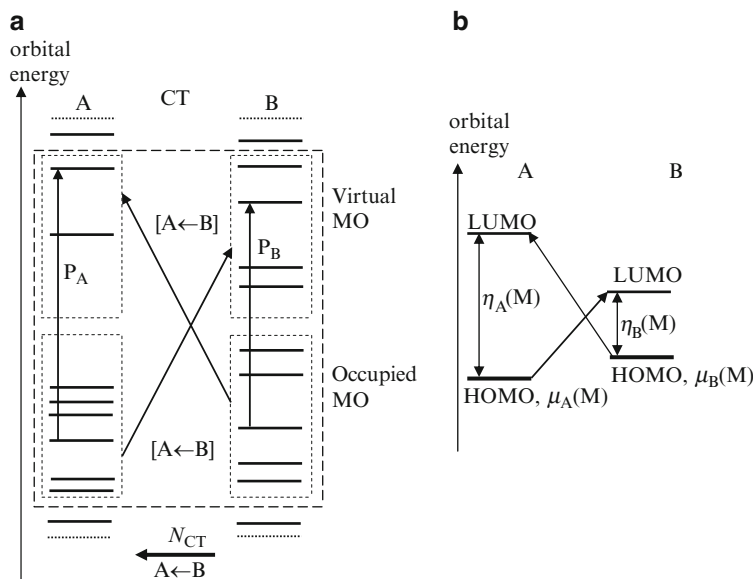 a
orbital
energy
A
CT
B
Virtual
MO
[A←B]
P_A
P_B
Occupied
MO
[A←B]
N_CT
A←B
b
orbital
energy
A
B
LUMO
LUMO
η_A(M)
η_B(M)
HOMO, μ_A(M)
HOMO, μ_B(M)